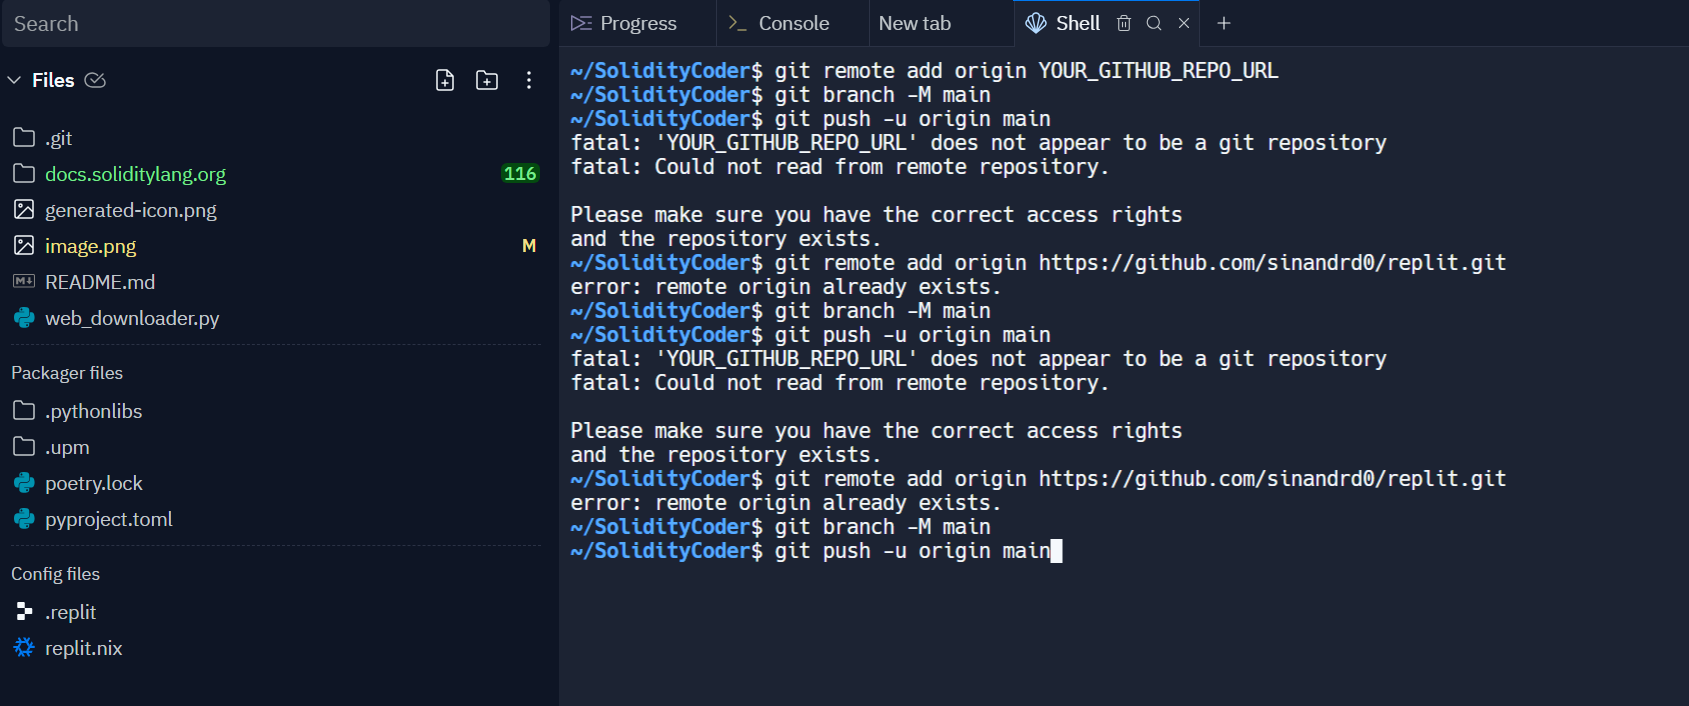 Search
Files
.git
docs.soliditylang.org 116
generated-icon.png
image.png M
README.md
web_downloader.py
Packager files
.pythonlibs
.upm
poetry.lock
pyproject.toml
Config files
.replit
replit.nix
Progress >_ Console New tab Shell
~/SolidityCoder$ git remote add origin YOUR_GITHUB_REPO_URL
~/SolidityCoder$ git branch -M main
~/SolidityCoder$ git push -u origin main
fatal: 'YOUR_GITHUB_REPO_URL' does not appear to be a git repository
fatal: Could not read from remote repository.
Please make sure you have the correct access rights
and the repository exists.
~/SolidityCoder$ git remote add origin https://github.com/sinandrd0/replit.git
error: remote origin already exists.
~/SolidityCoder$ git branch -M main
~/SolidityCoder$ git push -u origin main
fatal: 'YOUR_GITHUB_REPO_URL' does not appear to be a git repository
fatal: Could not read from remote repository.
Please make sure you have the correct access rights
and the repository exists.
~/SolidityCoder$ git remote add origin https://github.com/sinandrd0/replit.git
error: remote origin already exists.
~/SolidityCoder$ git branch -M main
~/SolidityCoder$ git push -u origin main